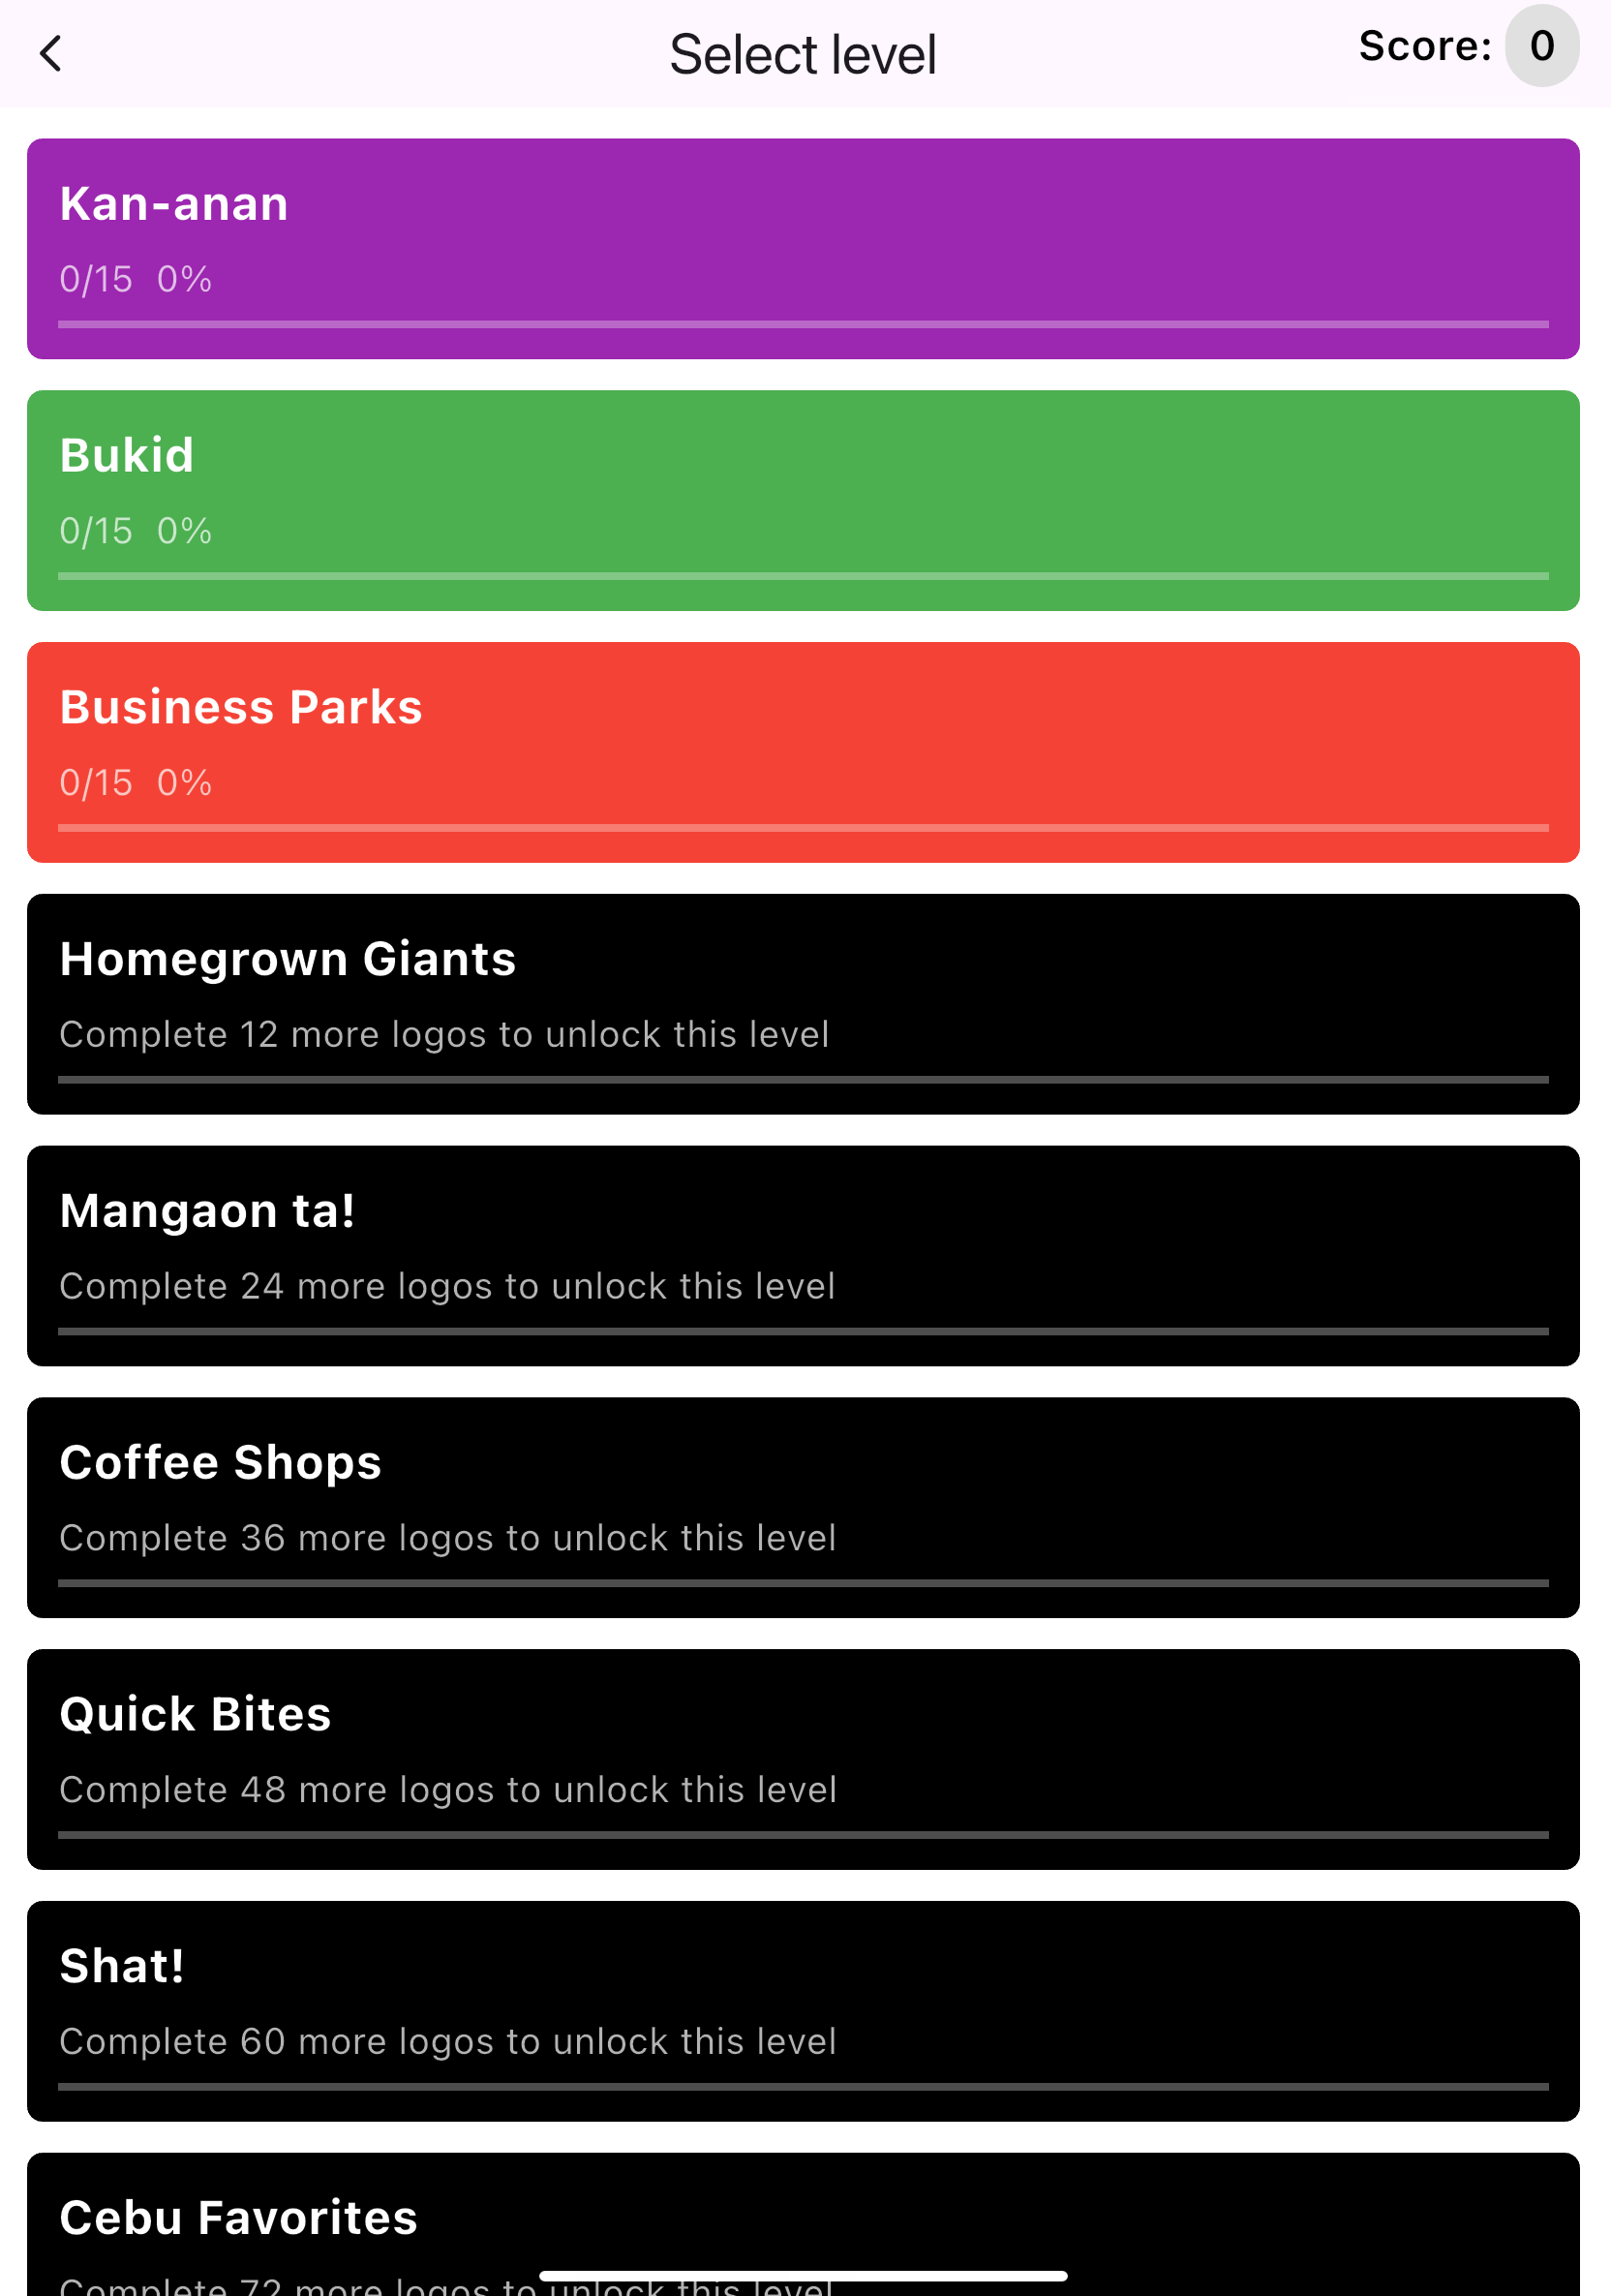 Select level
Score: 0
Kan-anan
0/15 0%
Bukid
0/15 0%
Business Parks
0/15 0%
Homegrown Giants
Complete 12 more logos to unlock this level
Mangaon ta!
Complete 24 more logos to unlock this level
Coffee Shops
Complete 36 more logos to unlock this level
Quick Bites
Complete 48 more logos to unlock this level
Shat!
Complete 60 more logos to unlock this level
Cebu Favorites
Complete 72 more logos to unlock this level